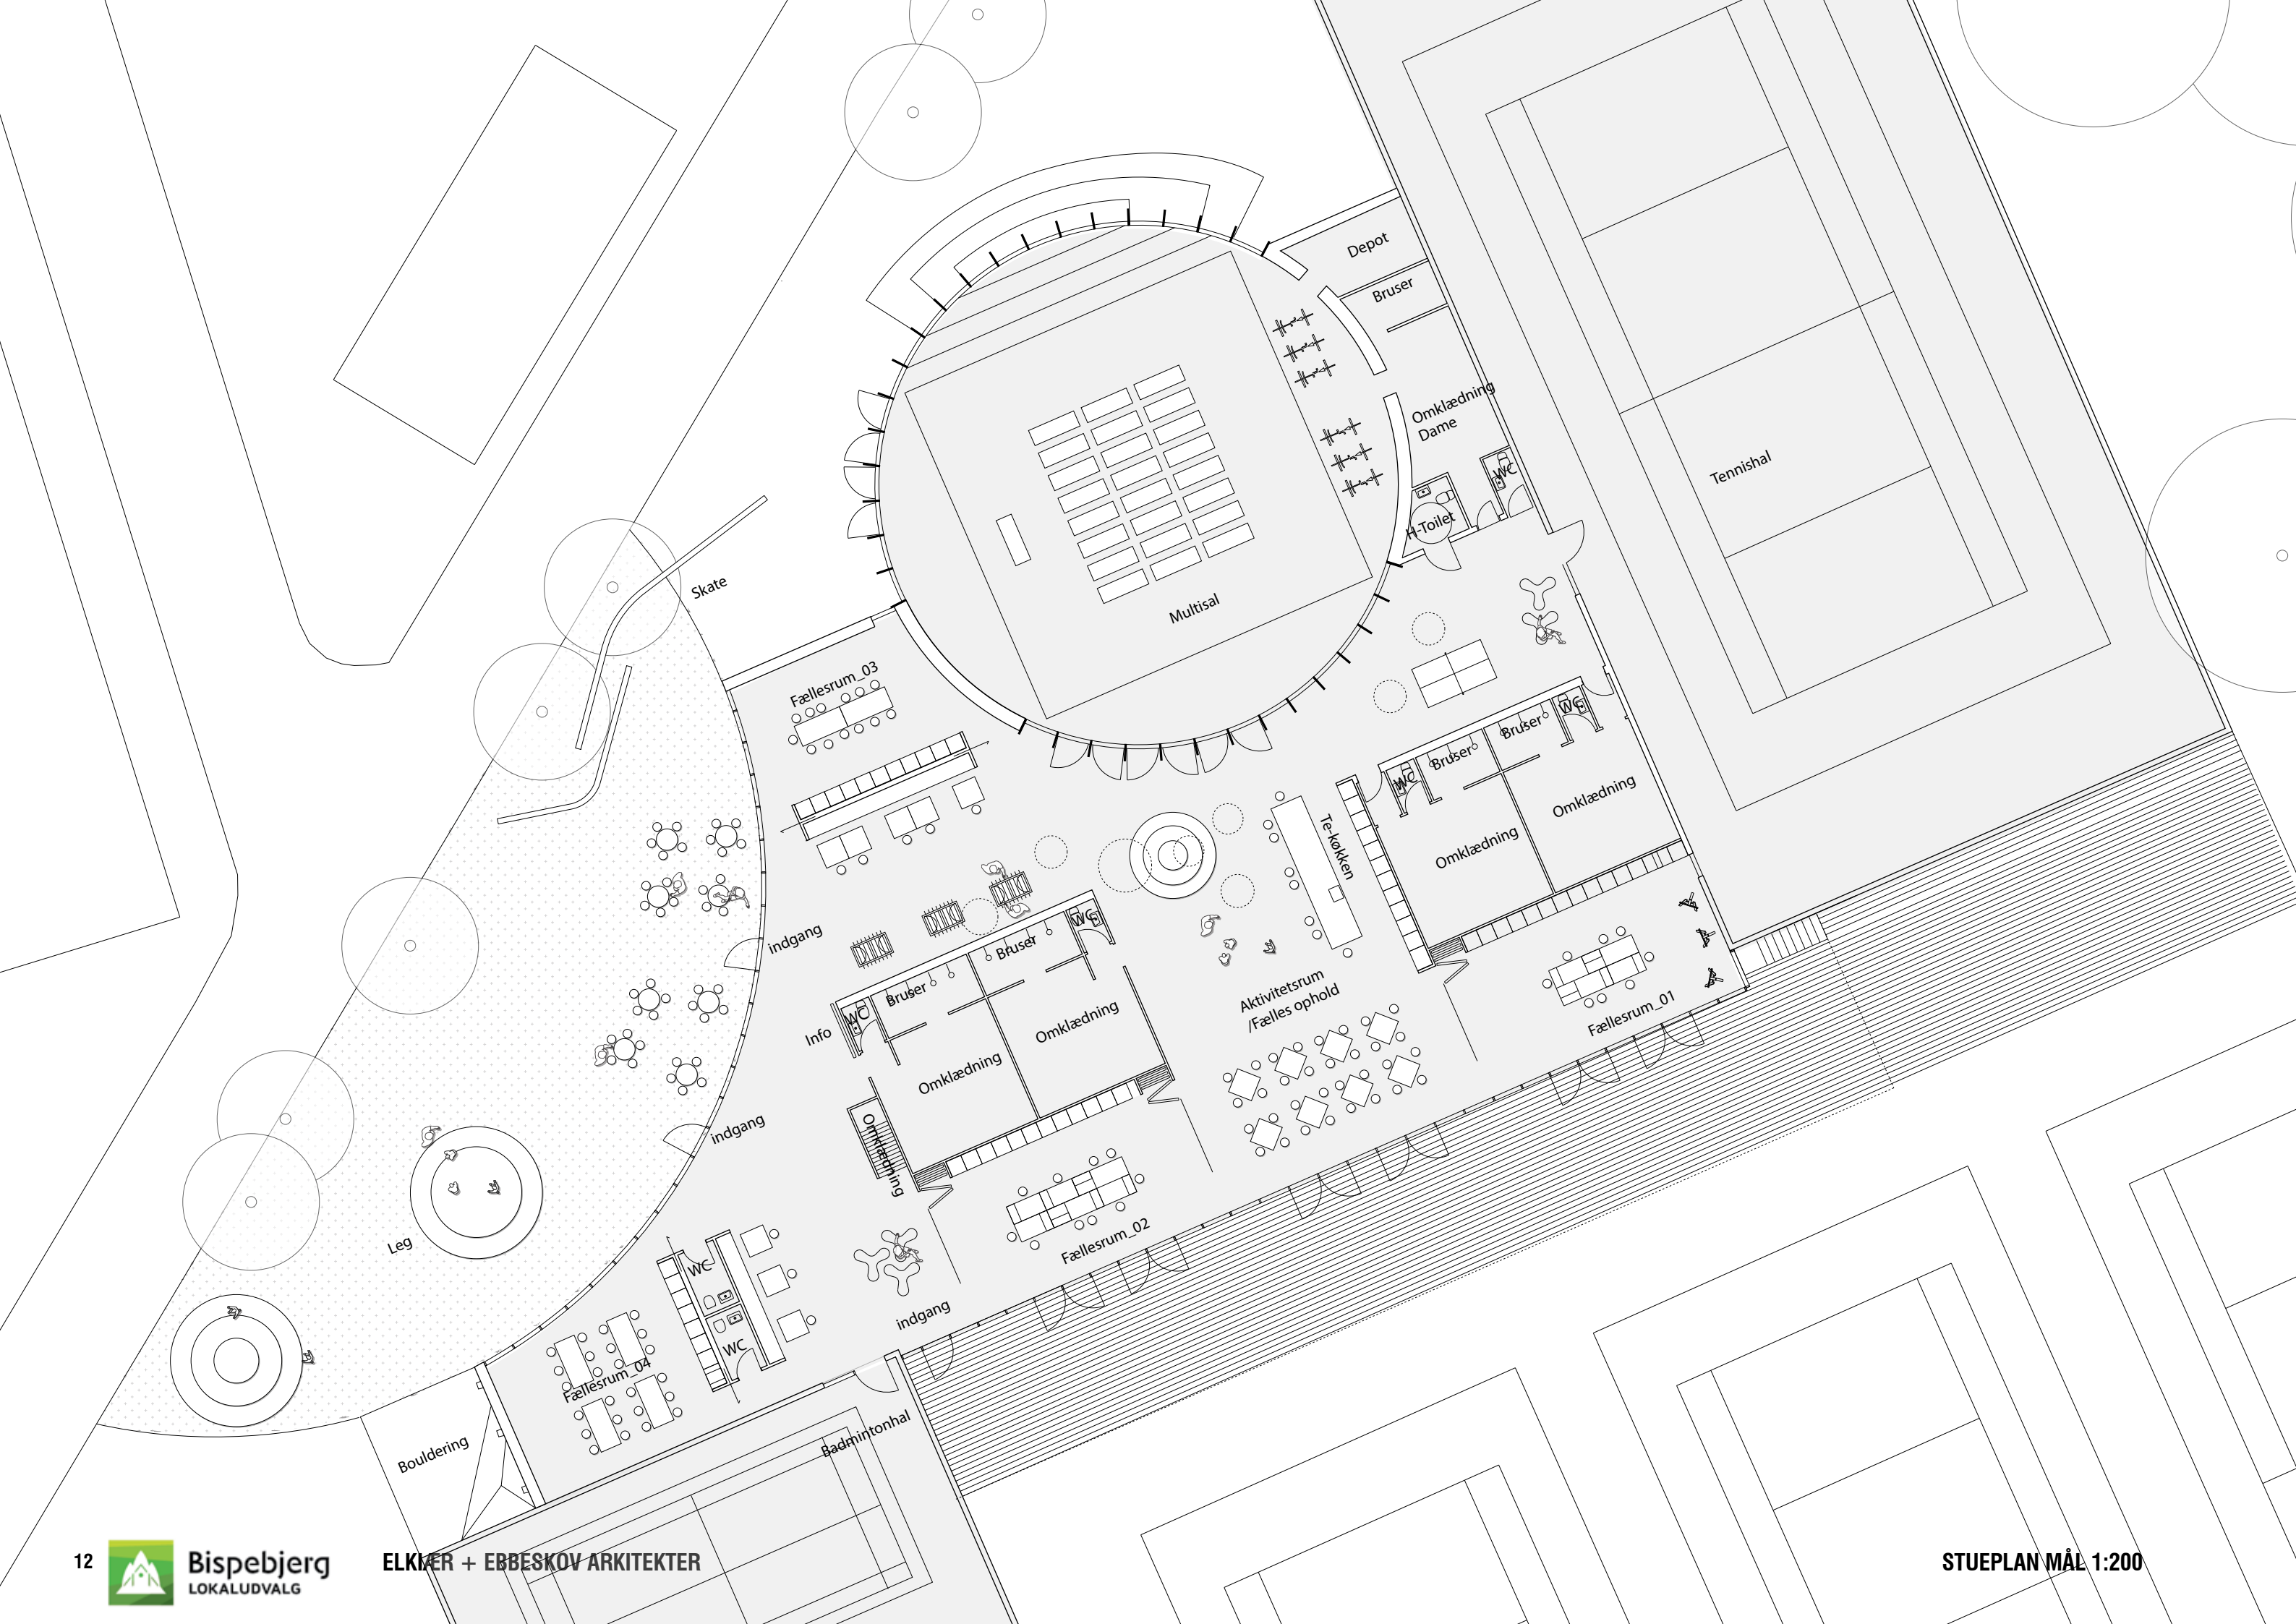 Depot
Bruser
Omklædning
Dame
WC
H-Toilet
Tennishal
Multisal
Skate
Fællesrum_03
WC
Bruser
Bruser
WC
Omklædning
Omklædning
Te-køkken
indgang
WC
Bruser
Bruser
WC
Info
Omklædning
Omklædning
Aktivitetsrum
/Fælles ophold
Fællesrum_01
indgang
Omklædning
Fællesrum_02
Leg
WC
WC
indgang
Fællesrum_04
Badmintonhal
Bouldering
12
Bispebjerg
LOKALUDVALG
ELKIÆR + EBBESKOV ARKITEKTER
STUEPLAN MÅL 1:200